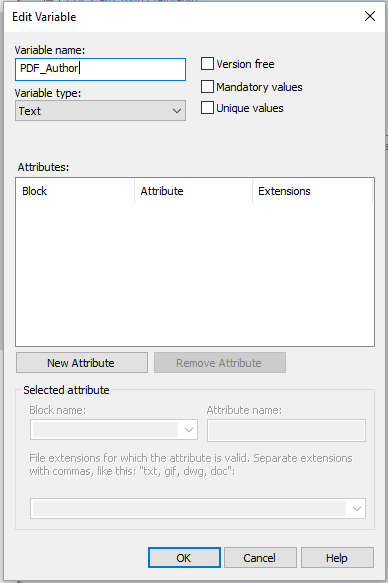 Edit Variable
Variable name:
PDF_Author
Version free
Mandatory values
Variable type:
Text
Unique values
Attributes:
Block Attribute Extensions
New Attribute Remove Attribute
Selected attribute
Block name: Attribute name:
File extensions for which the attribute is valid. Separate extensions
with commas, like this: "txt, gif, dwg, doc":
OK Cancel Help